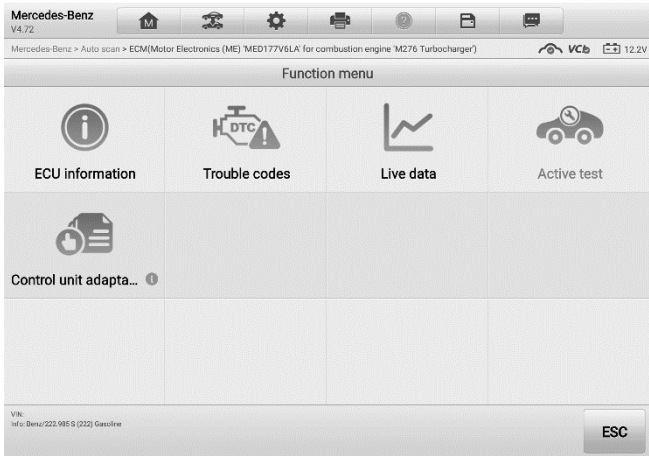 Mercedes-Benz
V4.72
M
?
Mercedes-Benz > Auto scan > ECM(Motor Electronics (ME) 'MED177V6LA' for combustion engine 'M276 Turbocharger')
VCb
12.2V
Function menu
DTC
ECU information
Trouble codes
Live data
Active test
Control unit adapta...
VIN:
Info: Benz/222.985 S (222) Gasoline
ESC